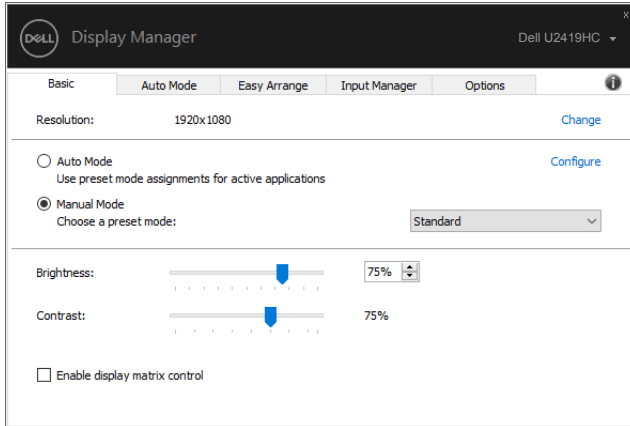 DELL Display Manager Dell U2419HC
x
Basic Auto Mode Easy Arrange Input Manager Options i
Resolution: 1920x1080 Change
Auto Mode Configure
Use preset mode assignments for active applications
Manual Mode
Choose a preset mode: Standard
Brightness: 75%
Contrast: 75%
Enable display matrix control